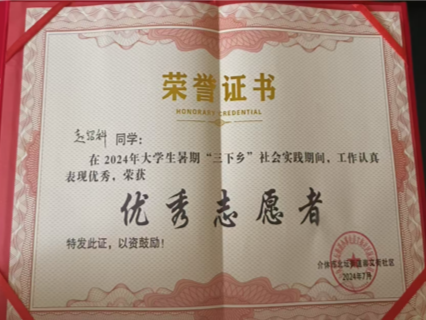 荣誉证书
HONORARY CREDENTIAL
同学：
在2024年大学生暑期“三下乡”社会实践期间，工作认真
表现优秀，荣获
优秀志愿者
特发此证，以资鼓励！
2024年7月